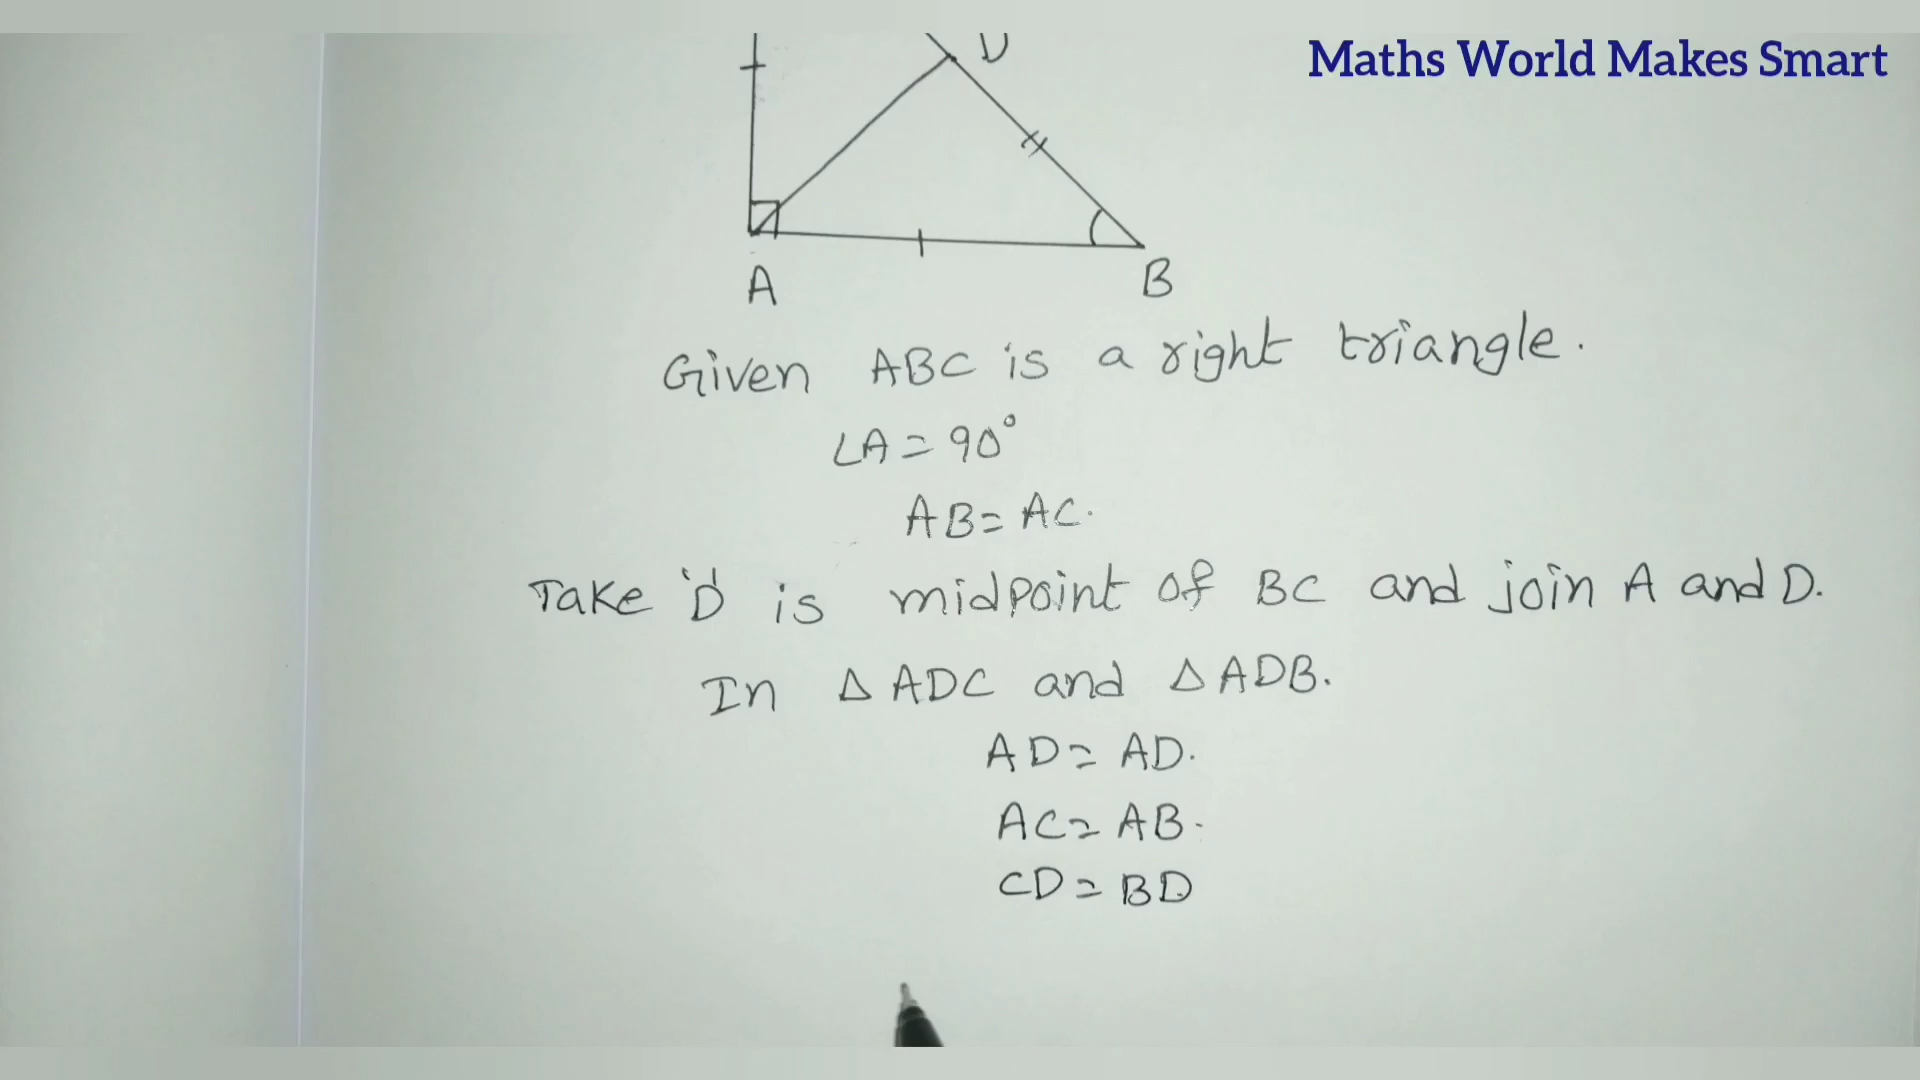 Maths World Makes Smart
D
A
B
Given ABC is a right triangle.
∠A = 90°
AB = AC.
Take 'D is midpoint of BC and join A and D.
In △ ADC and △ ADB.
AD = AD.
AC = AB.
CD = BD